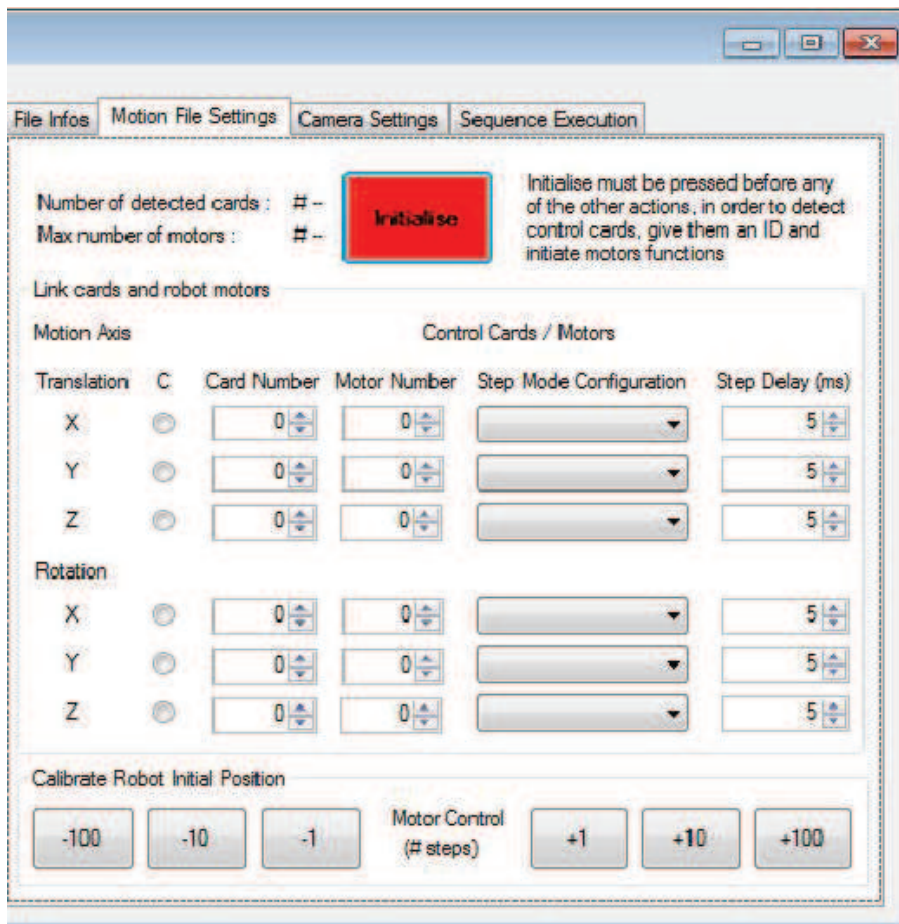 File Infos Motion File Settings Camera Settings Sequence Execution
Number of detected cards : # --
Max number of motors : # --
Initialise
Initialise must be pressed before any
of the other actions, in order to detect
control cards, give them an ID and
initiate motors functions
Link cards and robot motors
Motion Axis Control Cards / Motors
Translation C Card Number Motor Number Step Mode Configuration Step Delay (ms)
X 0 0 5
Y 0 0 5
Z 0 0 5
Rotation
X 0 0 5
Y 0 0 5
Z 0 0 5
Calibrate Robot Initial Position
-100 -10 -1 Motor Control (# steps) +1 +10 +100